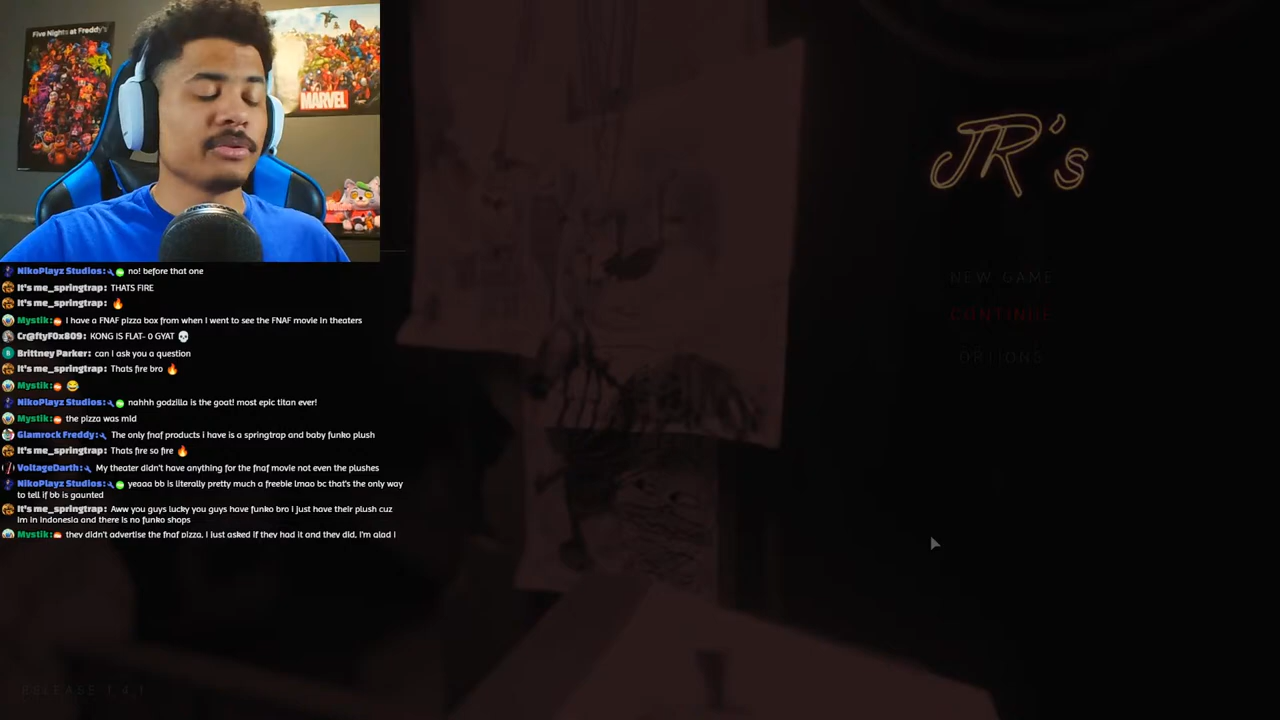 Five Nights at Freddy's
MARVEL
NikoPlayz Studios: no! before that one
It's me_springtrap: THATS FIRE
It's me_springtrap: 🔥
Mystik: I have a FNAF pizza box from when I went to see the FNAF movie in theaters
Cr@ftyF0x809: KONG IS FLAT- 0 GYAT 💀
Brittney Parker: can I ask you a question
It's me_springtrap: Thats fire bro 🔥
Mystik: 😂
NikoPlayz Studios: nahhh godzilla is the goat! most epic titan ever!
Mystik: the pizza was mid
Glamrock Freddy: The only fnaf products i have is a springtrap and baby funko plush
It's me_springtrap: Thats so fire 🔥
VoltageDarth: My theater didn't have anything for the fnaf movie not even the plushes
NikoPlayz Studios: yeaaa bb is literally pretty much a freebie lmao bc that's the only way
to tell if bb is gaunted
It's me_springtrap: Aww you guys lucky you guys have funko bro i just have their plush cuz
Im in Indonesia and there is no funko shops
Mystik: they didn't advertise the fnaf pizza, I just asked if they had it and they did, I'm glad I
JR's
NEW GAME
CONTINUE
OPTIONS
RELEASE 1.4.1